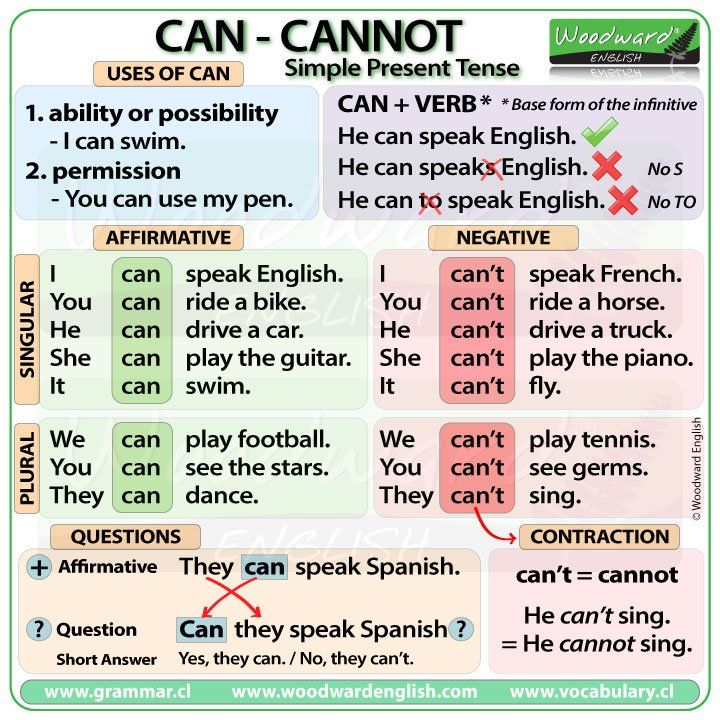 CAN - CANNOT
Simple Present Tense
Woodward®
ENGLISH
USES OF CAN
1. ability or possibility
- I can swim.
2. permission
- You can use my pen.
CAN + VERB* * Base form of the infinitive
He can speak English.
He can speaks English. No S
He can to speak English. No TO
AFFIRMATIVE
SINGULAR
I can speak English.
You can ride a bike.
He can drive a car.
She can play the guitar.
It can swim.
PLURAL
We can play football.
You can see the stars.
They can dance.
NEGATIVE
I can't speak French.
You can't ride a horse.
He can't drive a truck.
She can't play the piano.
It can't fly.
We can't play tennis.
You can't see germs.
They can't sing.
© Woodward English
QUESTIONS
+ Affirmative They can speak Spanish.
? Question Can they speak Spanish?
Short Answer Yes, they can. / No, they can't.
CONTRACTION
can't = cannot
He can't sing.
= He cannot sing.
www.grammar.cl www.woodwardenglish.com www.vocabulary.cl